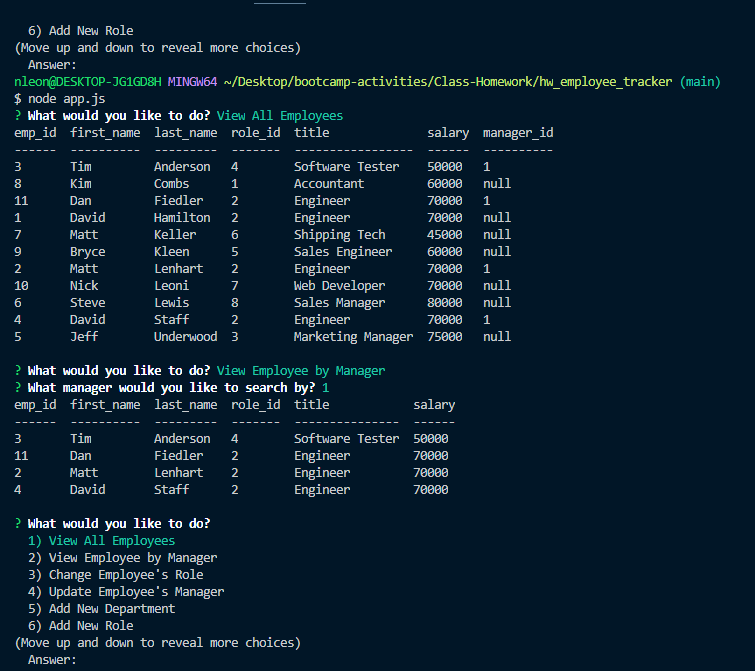 6) Add New Role
(Move up and down to reveal more choices)
Answer:
nleon@DESKTOP-JG1GD8H MINGW64 ~/Desktop/bootcamp-activities/Class-Homework/hw_employee_tracker (main)
$ node app.js
? What would you like to do? View All Employees
emp_id  first_name  last_name  role_id  title              salary  manager_id
------  ----------  ---------  -------  -----------------  ------  ----------
3       Tim         Anderson   4        Software Tester    50000   1
8       Kim         Combs      1        Accountant         60000   null
11      Dan         Fiedler    2        Engineer           70000   1
1       David       Hamilton   2        Engineer           70000   null
7       Matt        Keller     6        Shipping Tech      45000   null
9       Bryce       Kleen      5        Sales Engineer     60000   null
2       Matt        Lenhart    2        Engineer           70000   1
10      Nick        Leoni      7        Web Developer      70000   null
6       Steve       Lewis      8        Sales Manager      80000   null
4       David       Staff      2        Engineer           70000   1
5       Jeff        Underwood  3        Marketing Manager  75000   null
? What would you like to do? View Employee by Manager
? What manager would you like to search by? 1
emp_id  first_name  last_name  role_id  title            salary
------  ----------  ---------  -------  ---------------  ------
3       Tim         Anderson   4        Software Tester  50000
11      Dan         Fiedler    2        Engineer         70000
2       Matt        Lenhart    2        Engineer         70000
4       David       Staff      2        Engineer         70000
? What would you like to do?
1) View All Employees
2) View Employee by Manager
3) Change Employee's Role
4) Update Employee's Manager
5) Add New Department
6) Add New Role
(Move up and down to reveal more choices)
Answer: